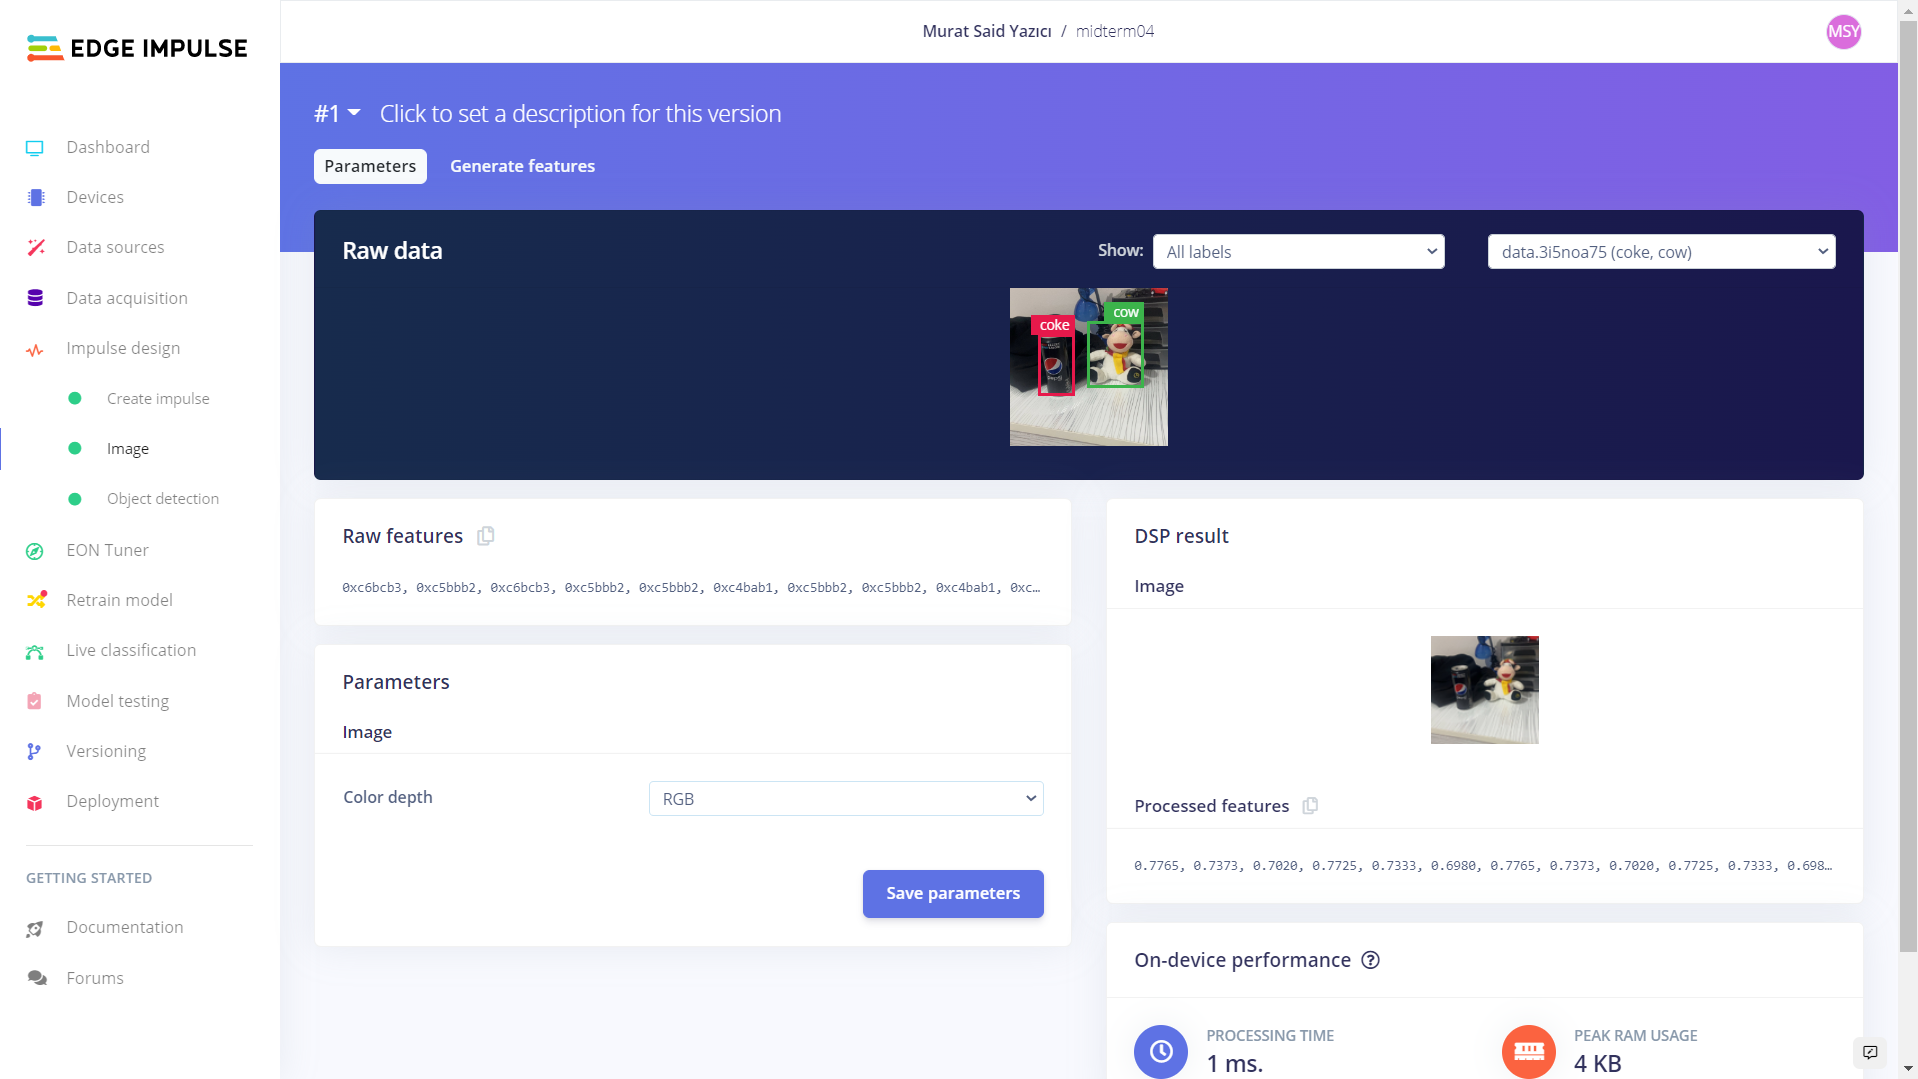 EDGE IMPULSE
Murat Said Yazıcı / midterm04
MSY
Dashboard
Devices
Data sources
Data acquisition
Impulse design
Create impulse
Image
Object detection
EON Tuner
Retrain model
Live classification
Model testing
Versioning
Deployment
GETTING STARTED
Documentation
Forums
#1 Click to set a description for this version
Parameters Generate features
Raw data
Show: All labels data.3i5noa75 (coke, cow)
cow
coke
Raw features
0xc6bcb3, 0xc5bbb2, 0xc6bcb3, 0xc5bbb2, 0xc5bbb2, 0xc4bab1, 0xc5bbb2, 0xc5bbb2, 0xc4bab1, 0xc…
Parameters
Image
Color depth RGB
Save parameters
DSP result
Image
Processed features
0.7765, 0.7373, 0.7020, 0.7725, 0.7333, 0.6980, 0.7765, 0.7373, 0.7020, 0.7725, 0.7333, 0.698…
On-device performance
PROCESSING TIME
1 ms.
PEAK RAM USAGE
4 KB